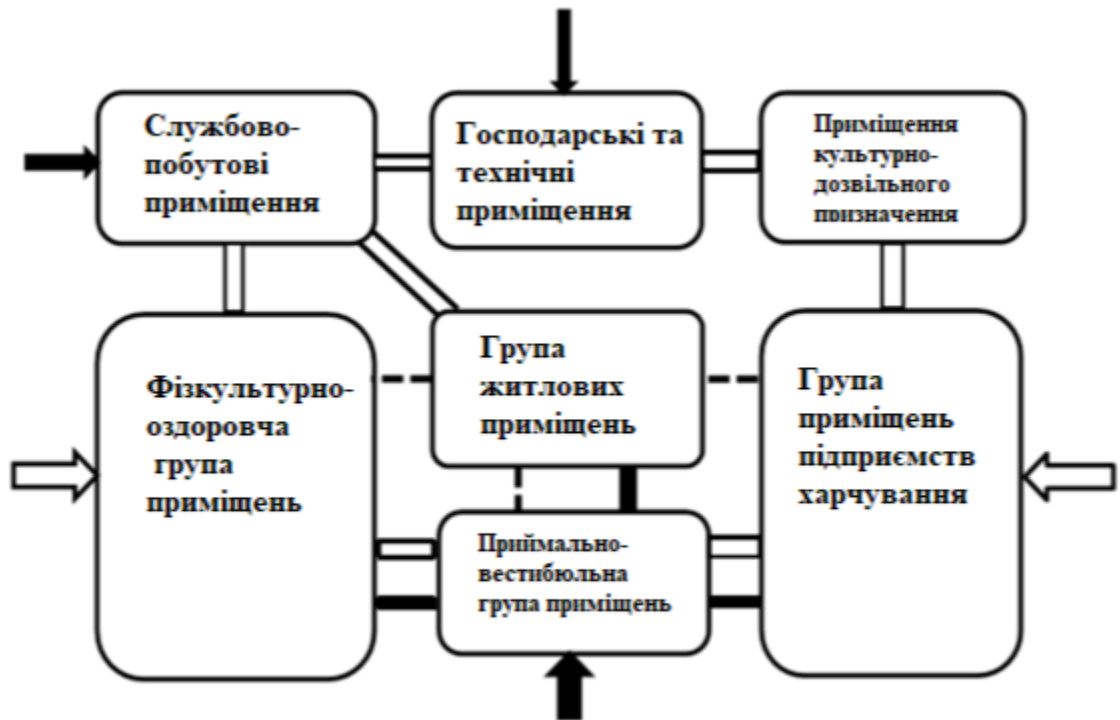 Службово-
побутові
приміщення
Господарські та
технічні
приміщення
Приміщення
культурно-
дозвільного
призначення
Фізкультурно-
оздоровча
група
приміщень
Група
житлових
приміщень
Група
приміщень
підприємств
харчування
Приймально-
вестибюльна
група приміщень